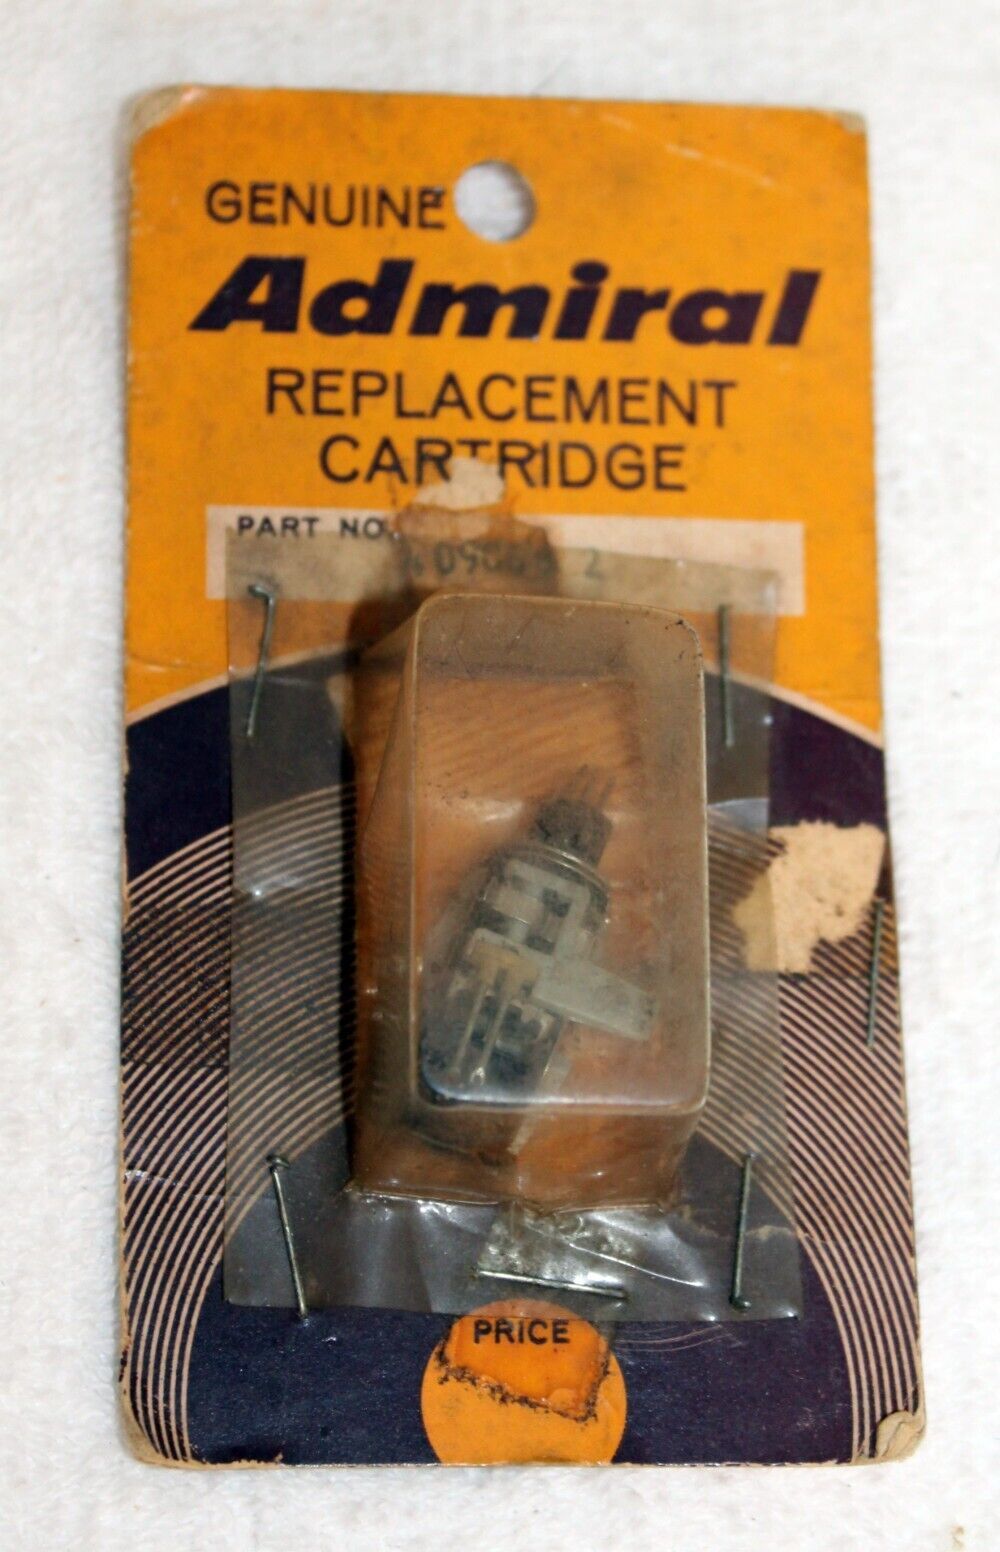 GENUINE
Admiral
REPLACEMENT
CARTRIDGE
PART NO.
PRICE